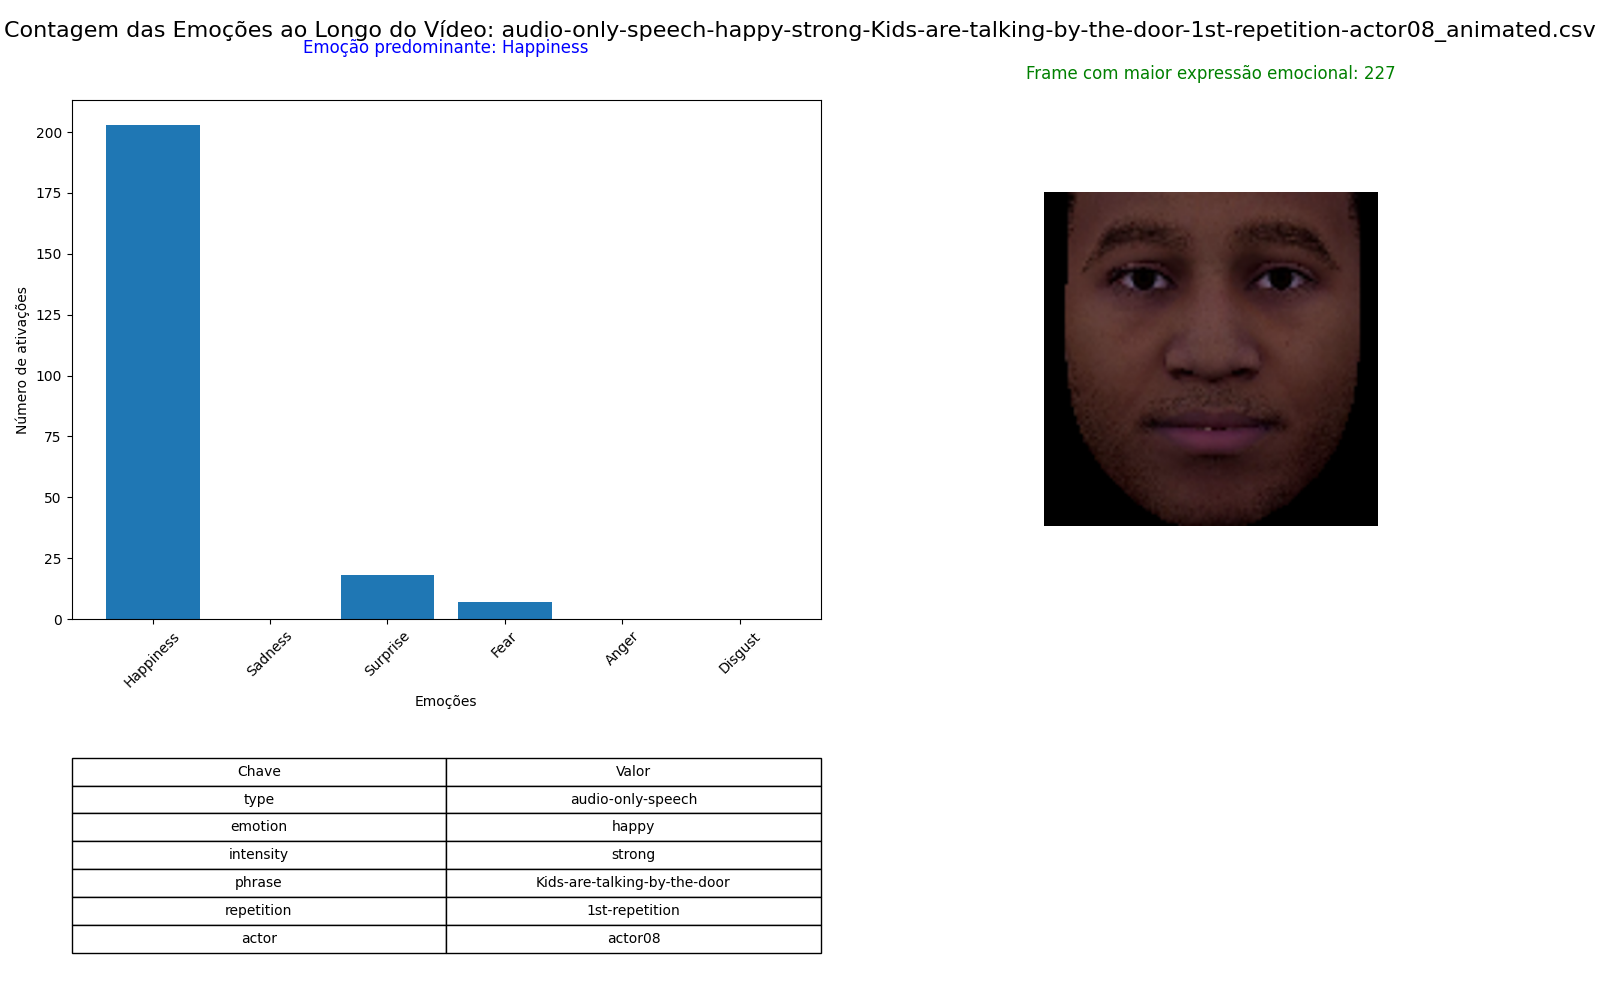 Contagem das Emoções ao Longo do Vídeo: audio-only-speech-happy-strong-Kids-are-talking-by-the-door-1st-repetition-actor08_animated.csv
Emoção predominante: Happiness
Frame com maior expressão emocional: 227
200
175
150
125
100
75
50
25
0
Número de ativações
Happiness
Sadness
Surprise
Fear
Anger
Disgust
Emoções
Chave Valor
type audio-only-speech
emotion happy
intensity strong
phrase Kids-are-talking-by-the-door
repetition 1st-repetition
actor actor08